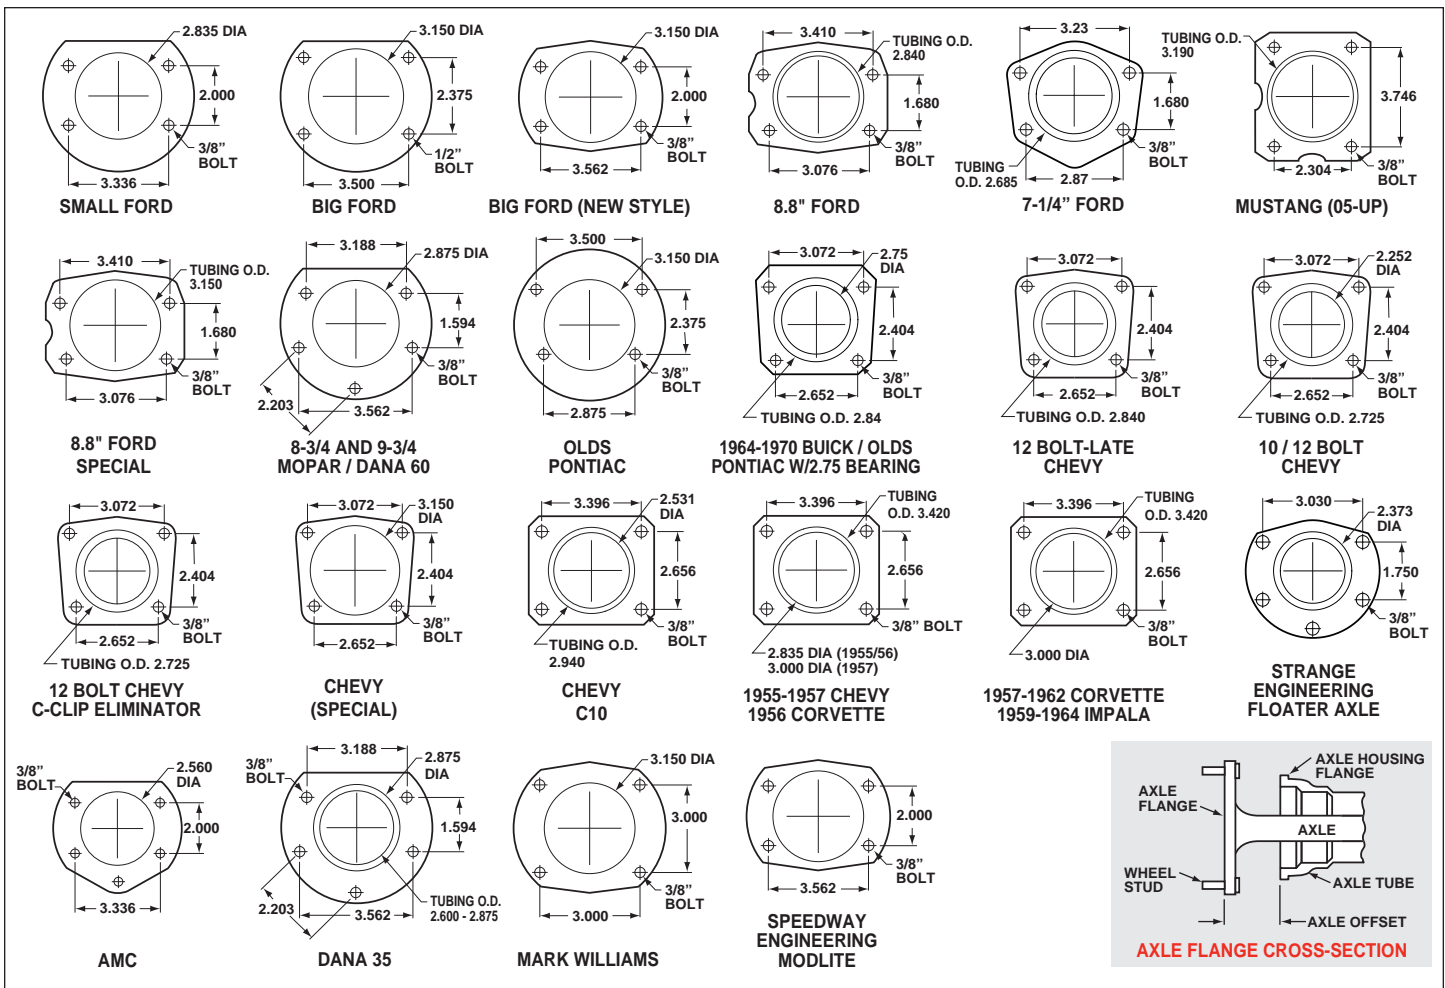 2.835 DIA
2.000
3/8”
BOLT
3.336
SMALL FORD
3.150 DIA
2.375
1/2”
BOLT
3.500
BIG FORD
3.150 DIA
2.000
3/8”
BOLT
3.562
BIG FORD (NEW STYLE)
3.410
TUBING O.D.
2.840
1.680
3/8”
BOLT
3.076
8.8" FORD
3.23
1.680
3/8”
BOLT
TUBING
O.D. 2.685
2.87
7-1/4” FORD
TUBING O.D.
3.190
3.746
3/8”
BOLT
2.304
MUSTANG (05-UP)
3.410
TUBING O.D.
3.150
1.680
3/8”
BOLT
3.076
8.8" FORD
SPECIAL
3.188
2.875 DIA
1.594
3/8”
BOLT
2.203
3.562
8-3/4 AND 9-3/4
MOPAR / DANA 60
3.500
3.150 DIA
2.375
3/8”
BOLT
2.875
OLDS
PONTIAC
3.072
2.75
DIA
2.404
3/8”
BOLT
2.652
TUBING O.D. 2.84
1964-1970 BUICK / OLDS
PONTIAC W/2.75 BEARING
3.072
2.404
3/8”
BOLT
2.652
TUBING O.D. 2.840
12 BOLT-LATE
CHEVY
3.072
2.252
DIA
2.404
3/8”
BOLT
2.652
TUBING O.D. 2.725
10 / 12 BOLT
CHEVY
3.072
2.404
3/8”
BOLT
2.652
TUBING O.D. 2.725
12 BOLT CHEVY
C-CLIP ELIMINATOR
3.072
3.150
DIA
2.404
3/8”
BOLT
2.652
CHEVY
(SPECIAL)
3.396
2.531
DIA
2.656
3/8”
BOLT
TUBING O.D.
2.940
CHEVY
C10
3.396
TUBING
O.D. 3.420
2.656
3/8” BOLT
2.835 DIA (1955/56)
3.000 DIA (1957)
1955-1957 CHEVY
1956 CORVETTE
3.396
TUBING
O.D. 3.420
2.656
3/8”
BOLT
3.000 DIA
1957-1962 CORVETTE
1959-1964 IMPALA
3.030
2.373
DIA
1.750
3/8”
BOLT
STRANGE
ENGINEERING
FLOATER AXLE
3/8”
BOLT
2.560
DIA
2.000
3.336
AMC
3/8”
BOLT
3.188
2.875
DIA
1.594
2.203
3.562
TUBING O.D.
2.600 - 2.875
DANA 35
3.150 DIA
3.000
3/8”
BOLT
3.000
MARK WILLIAMS
2.000
3/8”
BOLT
3.562
SPEEDWAY
ENGINEERING
MODLITE
AXLE HOUSING
FLANGE
AXLE
FLANGE
AXLE
WHEEL
STUD
AXLE TUBE
AXLE OFFSET
AXLE FLANGE CROSS-SECTION